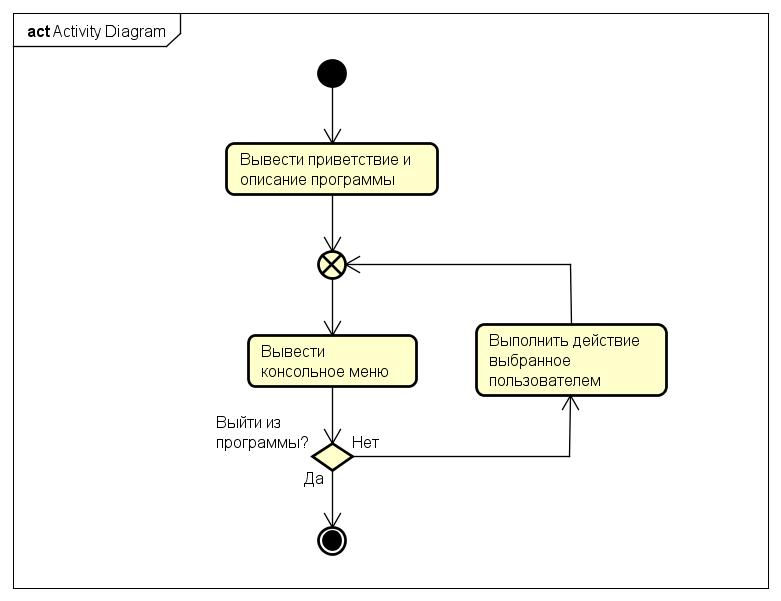 act Activity Diagram
Вывести приветствие и
описание программы
Вывести
консольное меню
Выполнить действие
выбранное
пользователем
Выйти из
программы?
Нет
Да